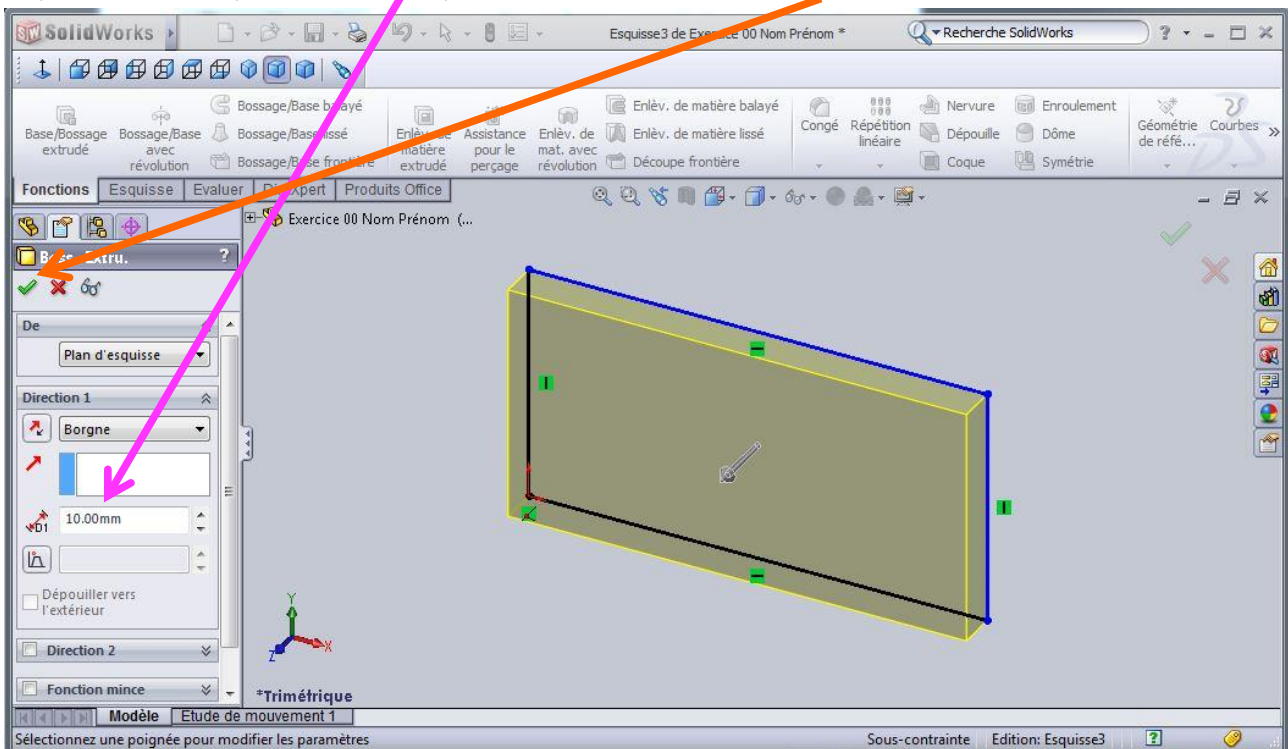 SolidWorks
Esquisse3 de Exercice 00 Nom Prénom *
Recherche SolidWorks
?
Base/Bossage extrudé
Bossage/Base avec révolution
Bossage/Base balayé
Bossage/Base lissé
Bossage/Base frontière
Enlèv. de matière extrudé
Assistance pour le perçage
Enlèv. de mat. avec révolution
Enlèv. de matière balayé
Enlèv. de matière lissé
Découpe frontière
Congé
Répétition linéaire
Nervure
Dépouille
Coque
Enroulement
Dôme
Symétrie
Géométrie de réfé...
Courbes
»
Fonctions
Esquisse
Evaluer
Produits Office
Exercice 00 Nom Prénom (...
Extru.
?
De
Plan d'esquisse
Direction 1
Borgne
D1
10.00mm
Dépouiller vers l'extérieur
Direction 2
Fonction mince
Y
X
Z
*Trimétrique
Modèle
Etude de mouvement 1
Sélectionnez une poignée pour modifier les paramètres
Sous-contrainte
Edition: Esquisse3
?